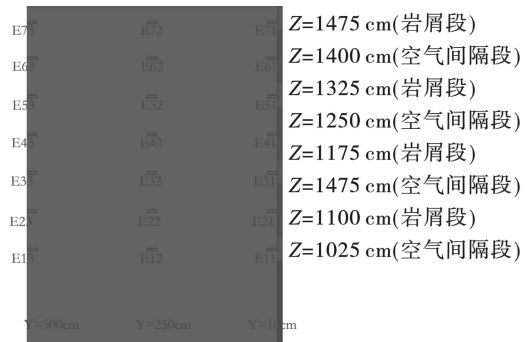 E73 E72 E71 Z=1475 cm(岩屑段)
E63 E62 E61 Z=1400 cm(空气间隔段)
E53 E52 E51 Z=1325 cm(岩屑段)
Z=1250 cm(空气间隔段)
E43 E42 E41 Z=1175 cm(岩屑段)
E33 E32 E31 Z=1475 cm(空气间隔段)
E23 E22 E21 Z=1100 cm(岩屑段)
E13 E12 E11 Z=1025 cm(空气间隔段)
Y=500cm Y=250cm Y=10cm